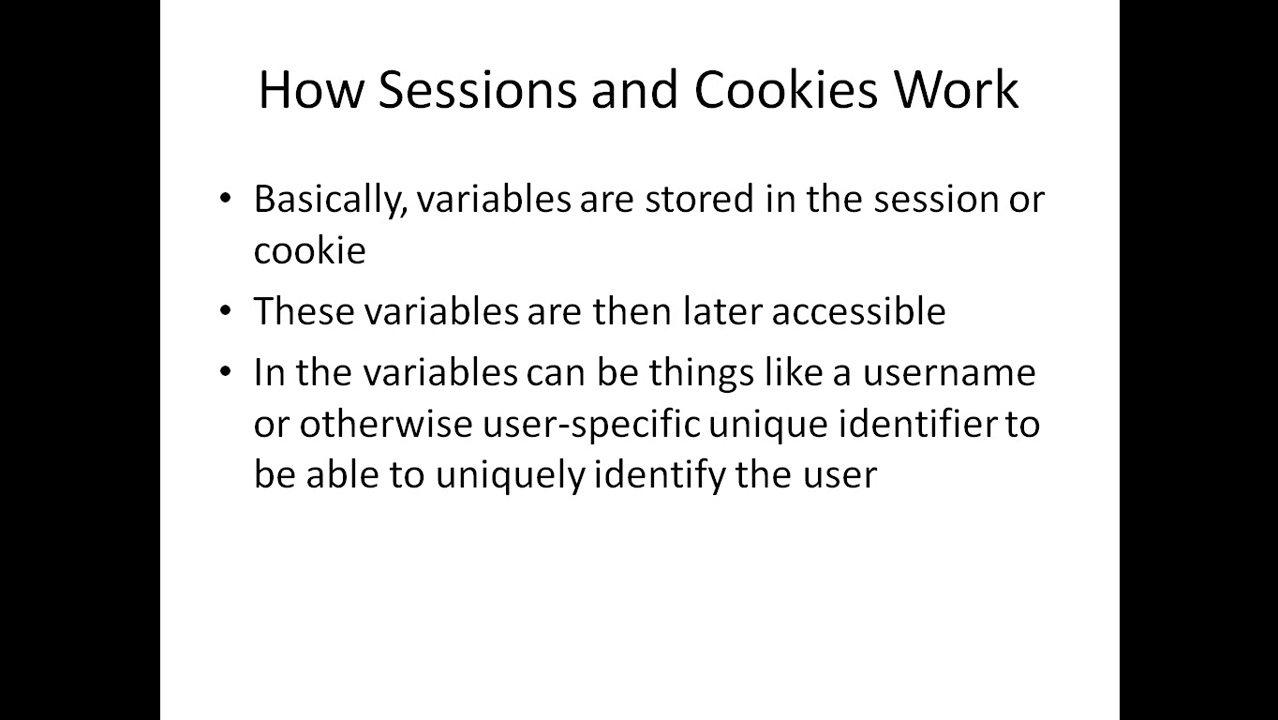 How Sessions and Cookies Work
• Basically, variables are stored in the session or
cookie
• These variables are then later accessible
• In the variables can be things like a username
or otherwise user-specific unique identifier to
be able to uniquely identify the user